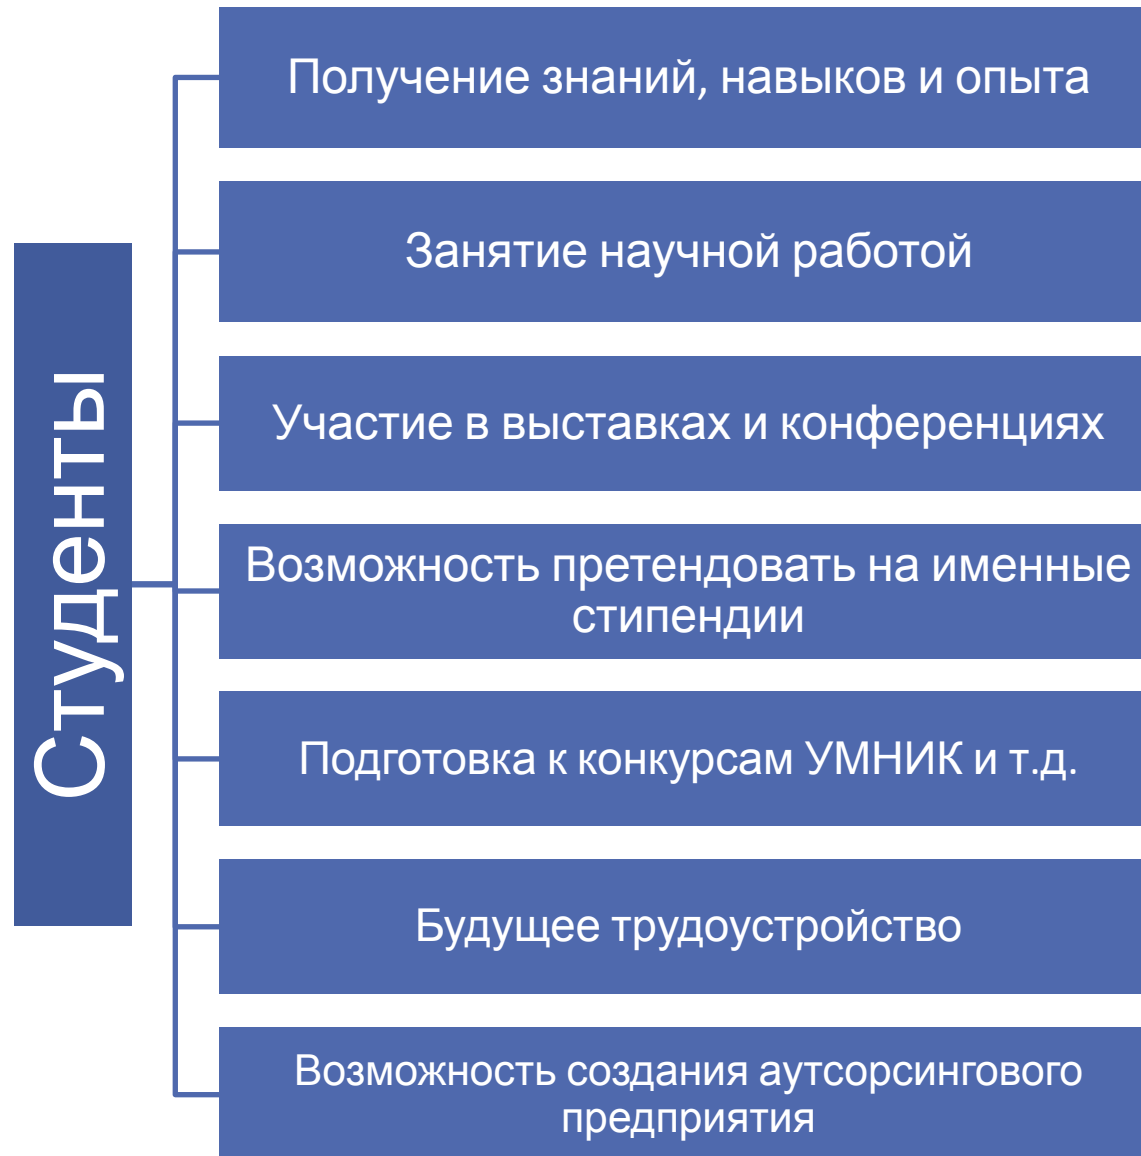 Студенты
Получение знаний, навыков и опыта
Занятие научной работой
Участие в выставках и конференциях
Возможность претендовать на именные
стипендии
Подготовка к конкурсам УМНИК и т.д.
Будущее трудоустройство
Возможность создания аутсорсингового
предприятия